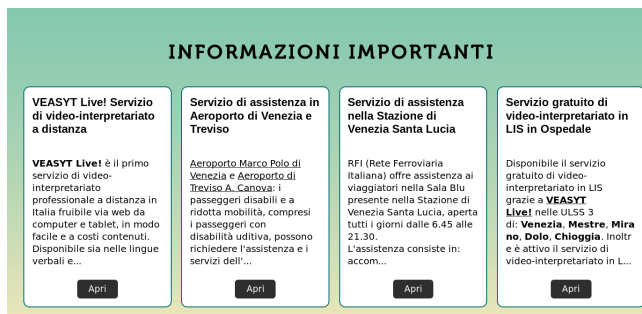 INFORMAZIONI IMPORTANTI
VEASYT Live! Servizio
di video-interpretariato
a distanza
VEASYT Live! è il primo
servizio di video-
interpretariato
professionale a distanza in
Italia fruibile via web da
computer e tablet, in modo
facile e a costi contenuti.
Disponibile sia nelle lingue
verbali e...
Apri
Servizio di assistenza in
Aeroporto di Venezia e
Treviso
Aeroporto Marco Polo di
Venezia e Aeroporto di
Treviso A. Canova: i
passeggeri disabili e a
ridotta mobilità, compresi
i passeggeri con
disabilità uditiva, possono
richiedere l'assistenza e i
servizi dell'...
Apri
Servizio di assistenza
nella Stazione di
Venezia Santa Lucia
RFI (Rete Ferroviaria
Italiana) offre assistenza ai
viaggiatori nella Sala Blu
presente nella Stazione di
Venezia Santa Lucia, aperta
tutti i giorni dalle 6.45 alle
21.30.
L'assistenza consiste in:
accom...
Apri
Servizio gratuito di
video-interpretariato in
LIS in Ospedale
Disponibile il servizio
gratuito di video-
interpretariato in LIS
grazie a VEASYT
Live! nelle ULSS 3
di: Venezia, Mestre, Mira
no, Dolo, Chioggia. Inoltr
e è attivo il servizio di
video-interpretariato in L...
Apri